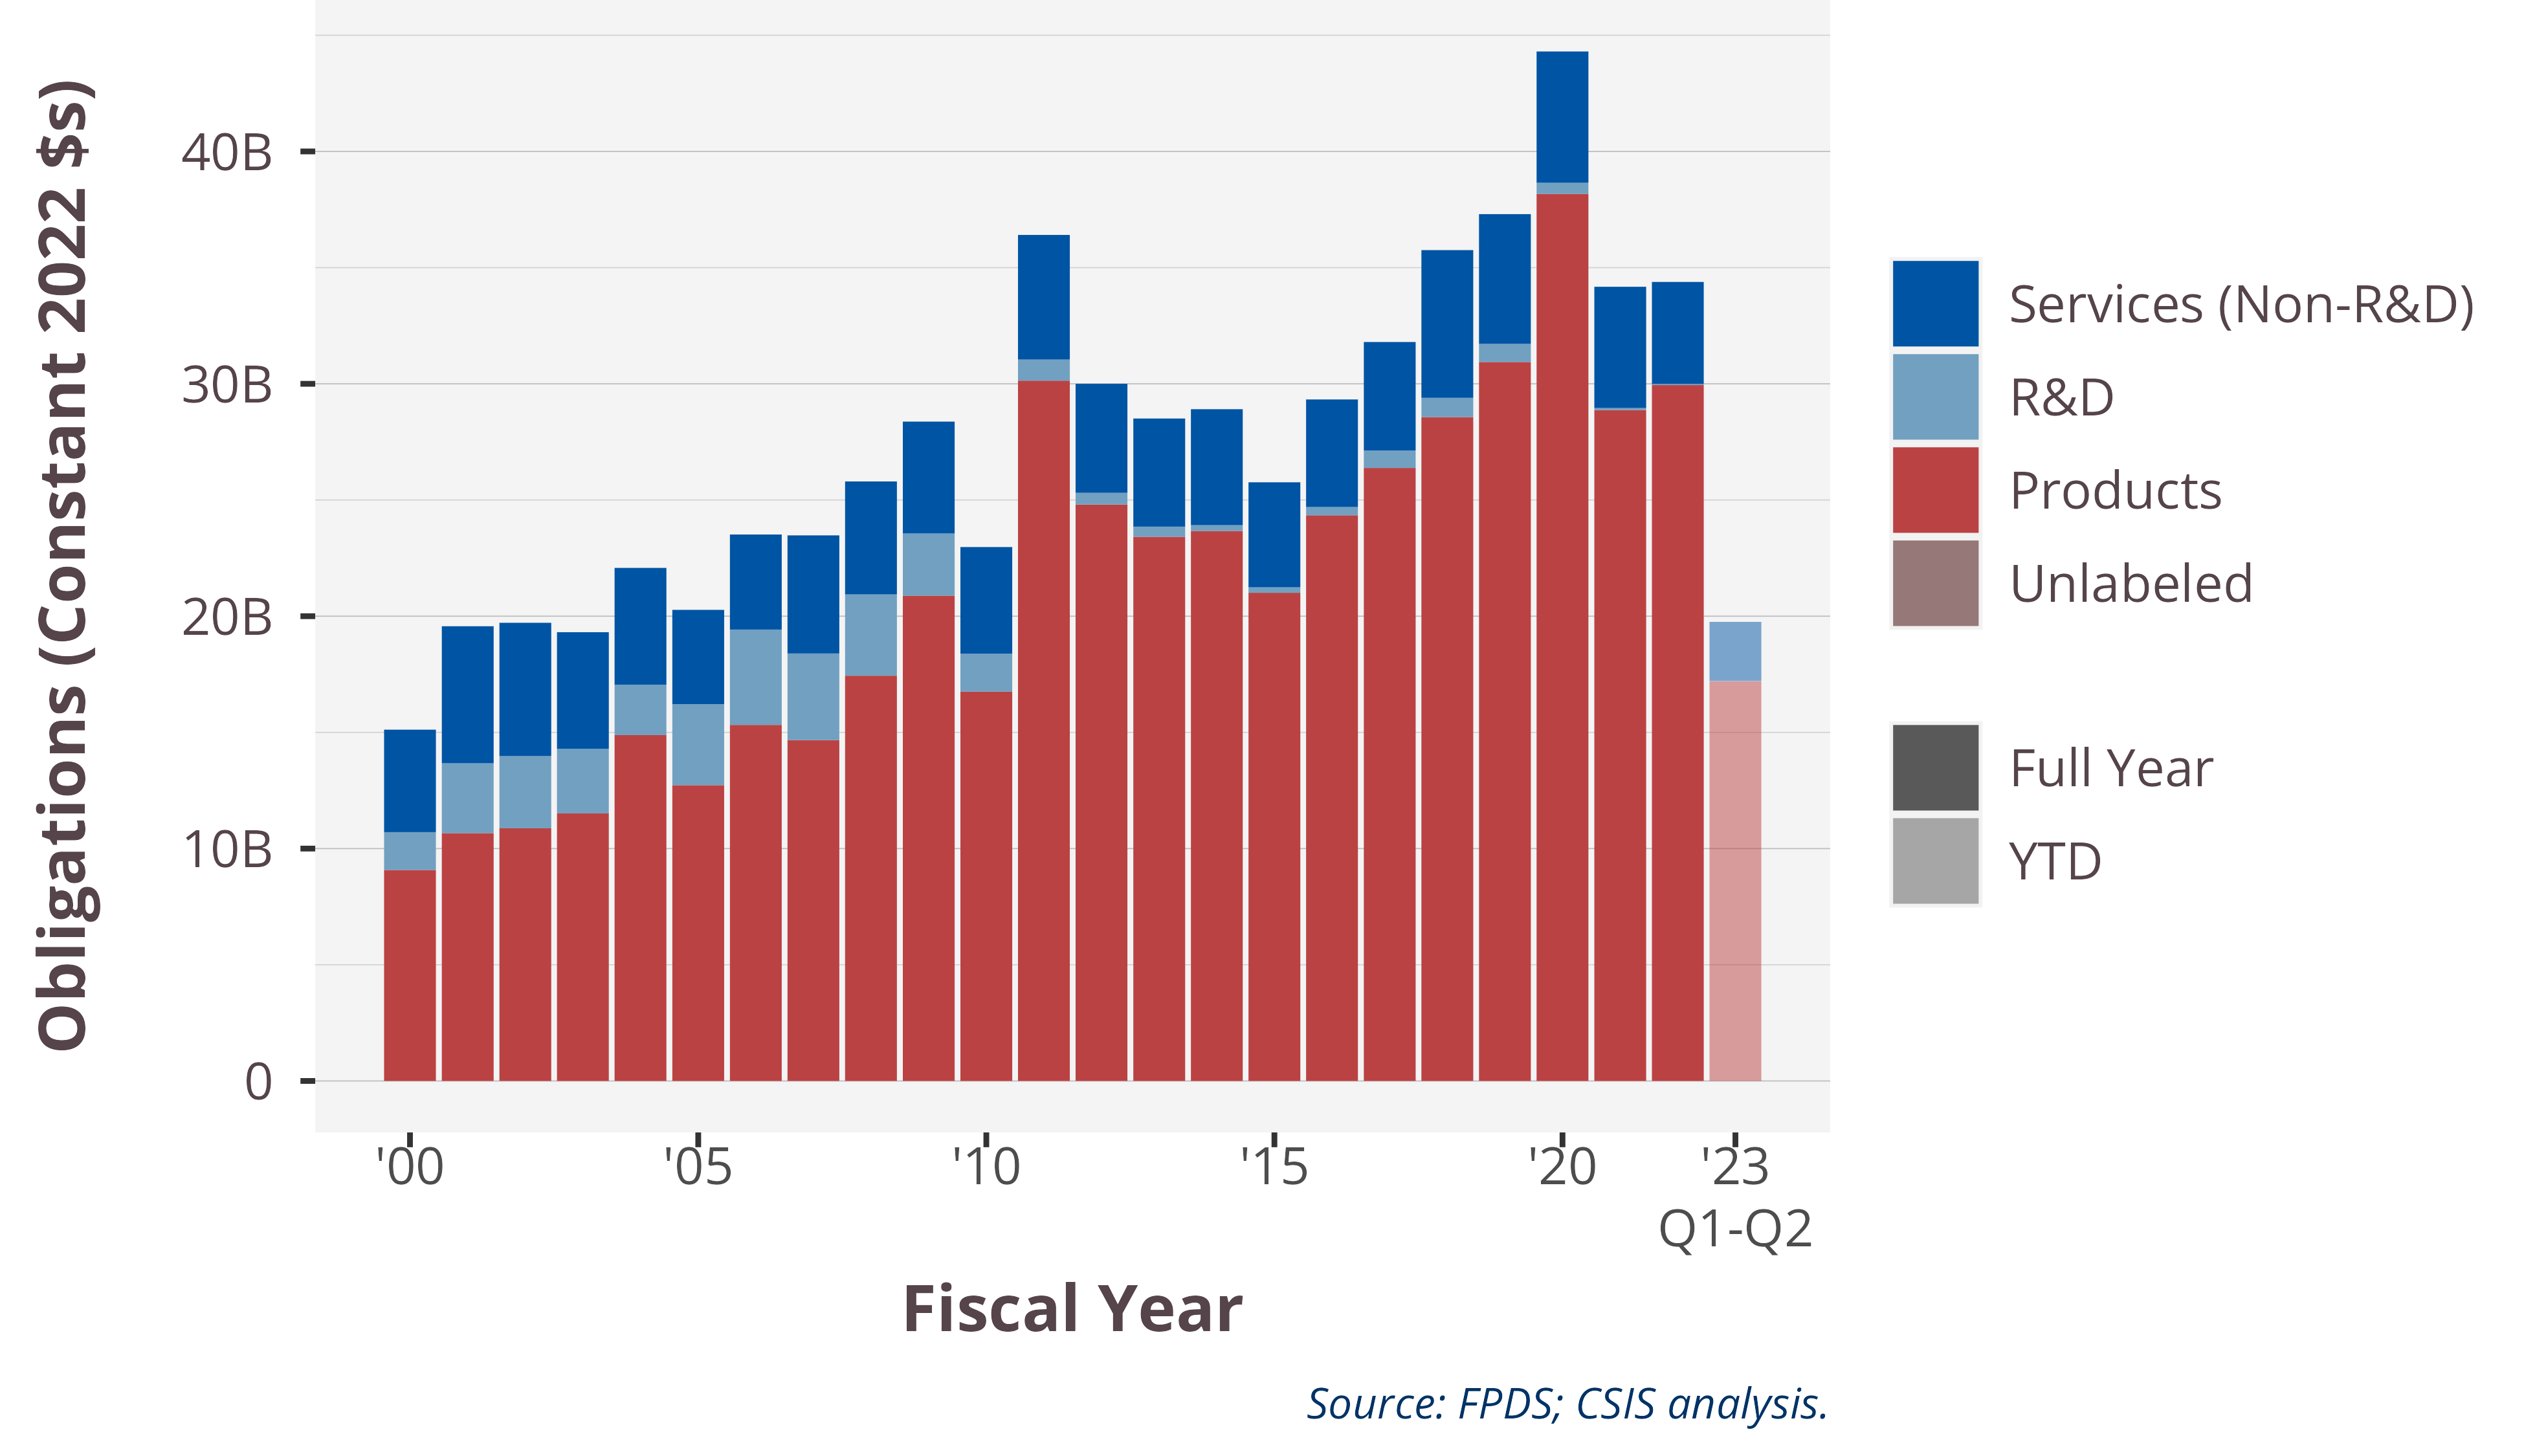 Obligations (Constant 2022 $s)
40B
30B
20B
10B
0
'00
'05
'10
'15
'20
'23
Q1-Q2
Fiscal Year
Services (Non-R&D)
R&D
Products
Unlabeled
Full Year
YTD
Source: FPDS; CSIS analysis.